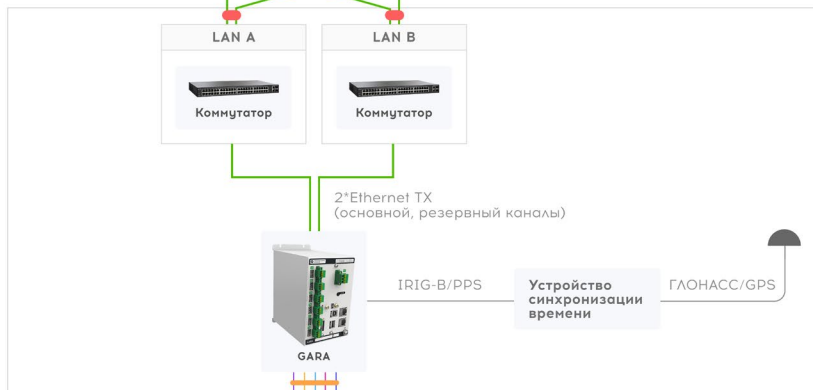 LAN A
LAN B
Коммутатор
Коммутатор
2*Ethernet TX
(основной, резервный каналы)
IRIG-B/PPS
Устройство
синхронизации
времени
ГЛОНАСС/GPS
GARA